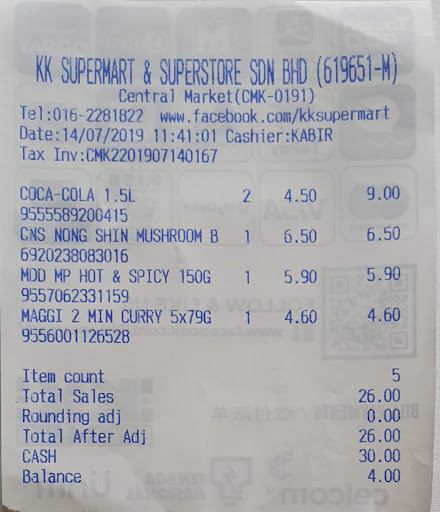 KK SUPERMART & SUPERSTORE SDN BHD (619651-M)
Central Market(CMK-0191)
Tel:016-2281822 www.facebook.com/kksupermart
Date:14/07/2019 11:41:01 Cashier:KABIR
Tax Inv:CMK2201907140167
COCA-COLA 1.5L 2 4.50 9.00
9555589200415
CNS NONG SHIN MUSHROOM B 1 6.50 6.50
6920238083016
MDD MP HOT & SPICY 150G 1 5.90 5.90
9557062331159
MAGGI 2 MIN CURRY 5x79G 1 4.60 4.60
9556001126528
Item count 5
Total Sales 26.00
Rounding adj 0.00
Total After Adj 26.00
CASH 30.00
Balance 4.00